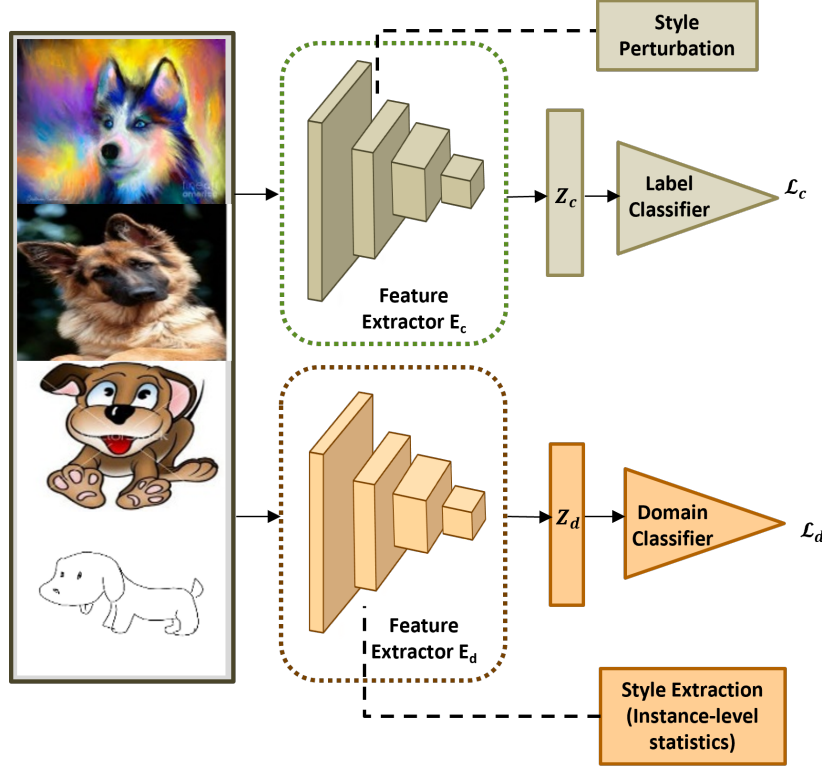 Style
Perturbation
Z_c
Label
Classifier
ℒ_c
Feature
Extractor E_c
Z_d
Domain
Classifier
ℒ_d
Feature
Extractor E_d
Style Extraction
(Instance-level
statistics)